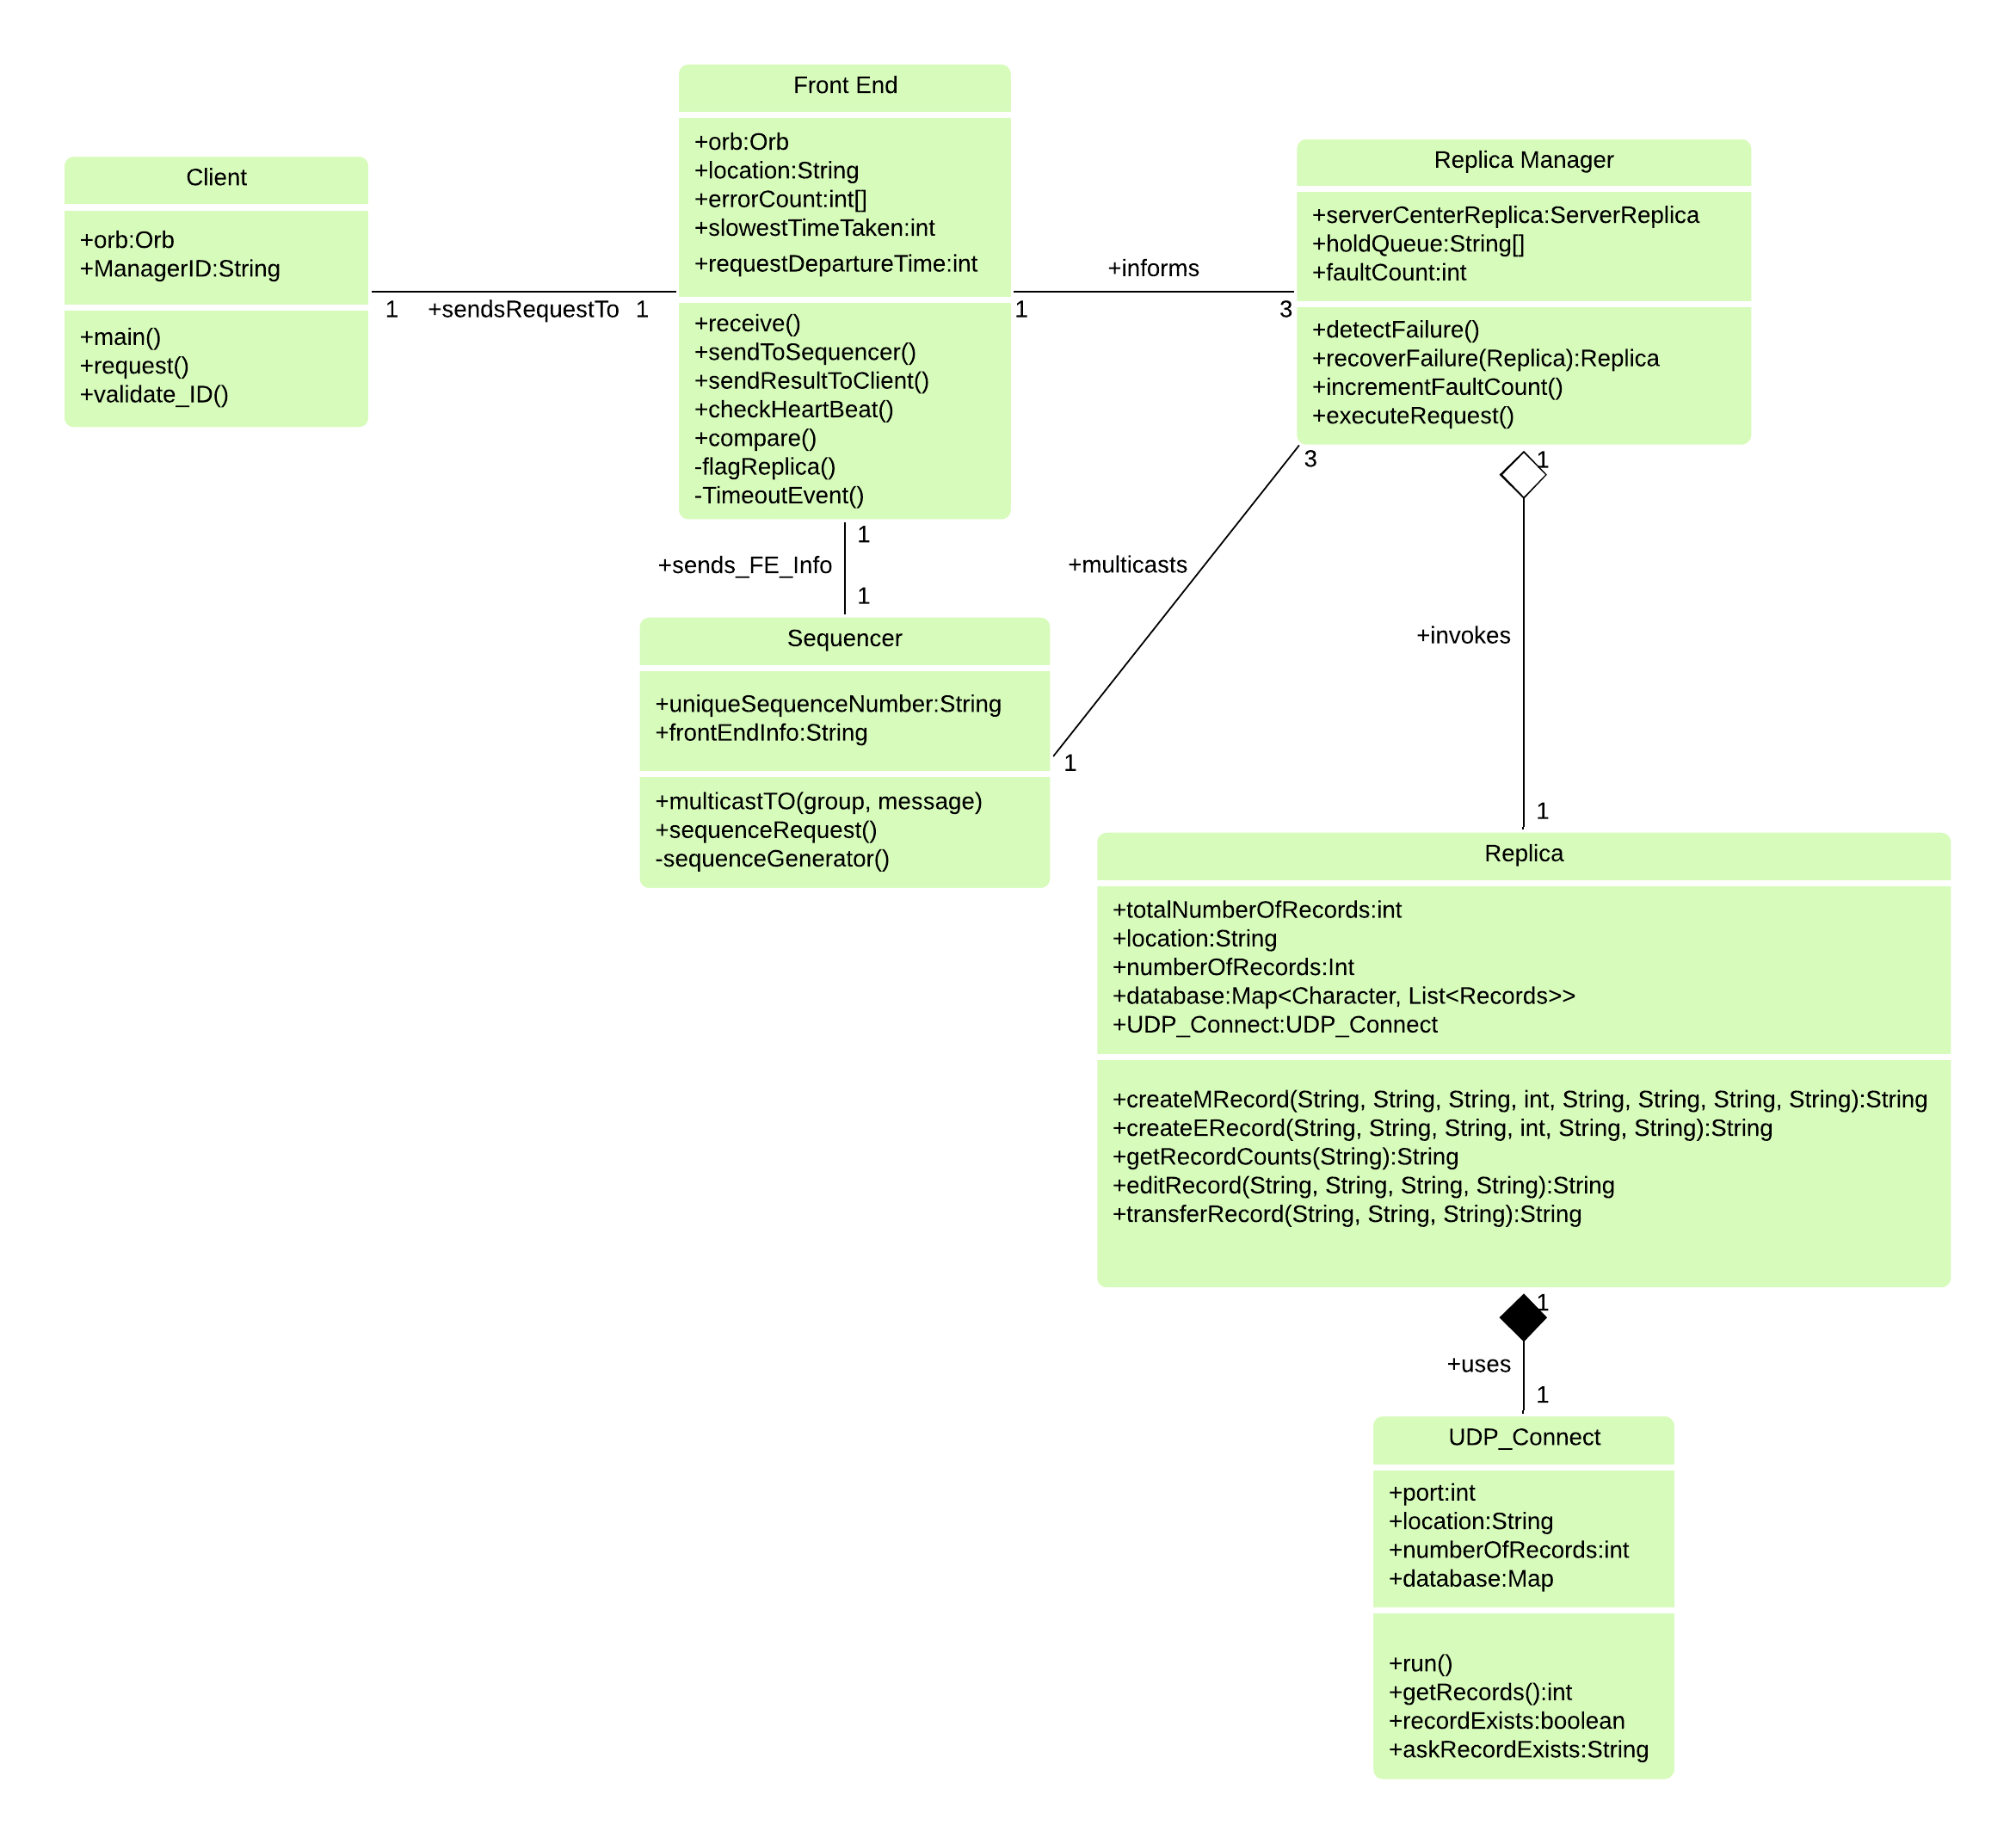 Client
+orb:Orb
+ManagerID:String
+main()
+request()
+validate_ID()
1
+sendsRequestTo
1
Front End
+orb:Orb
+location:String
+errorCount:int[]
+slowestTimeTaken:int
+requestDepartureTime:int
+receive()
+sendToSequencer()
+sendResultToClient()
+checkHeartBeat()
+compare()
-flagReplica()
-TimeoutEvent()
+informs
1
3
Replica Manager
+serverCenterReplica:ServerReplica
+holdQueue:String[]
+faultCount:int
+detectFailure()
+recoverFailure(Replica):Replica
+incrementFaultCount()
+executeRequest()
1
+sends_FE_Info
1
Sequencer
+uniqueSequenceNumber:String
+frontEndInfo:String
+multicastTO(group, message)
+sequenceRequest()
-sequenceGenerator()
3
+multicasts
1
1
+invokes
1
Replica
+totalNumberOfRecords:int
+location:String
+numberOfRecords:Int
+database:Map<Character, List<Records>>
+UDP_Connect:UDP_Connect
+createMRecord(String, String, String, int, String, String, String, String):String
+createERecord(String, String, String, int, String, String):String
+getRecordCounts(String):String
+editRecord(String, String, String, String):String
+transferRecord(String, String, String):String
1
+uses
1
UDP_Connect
+port:int
+location:String
+numberOfRecords:int
+database:Map
+run()
+getRecords():int
+recordExists:boolean
+askRecordExists:String